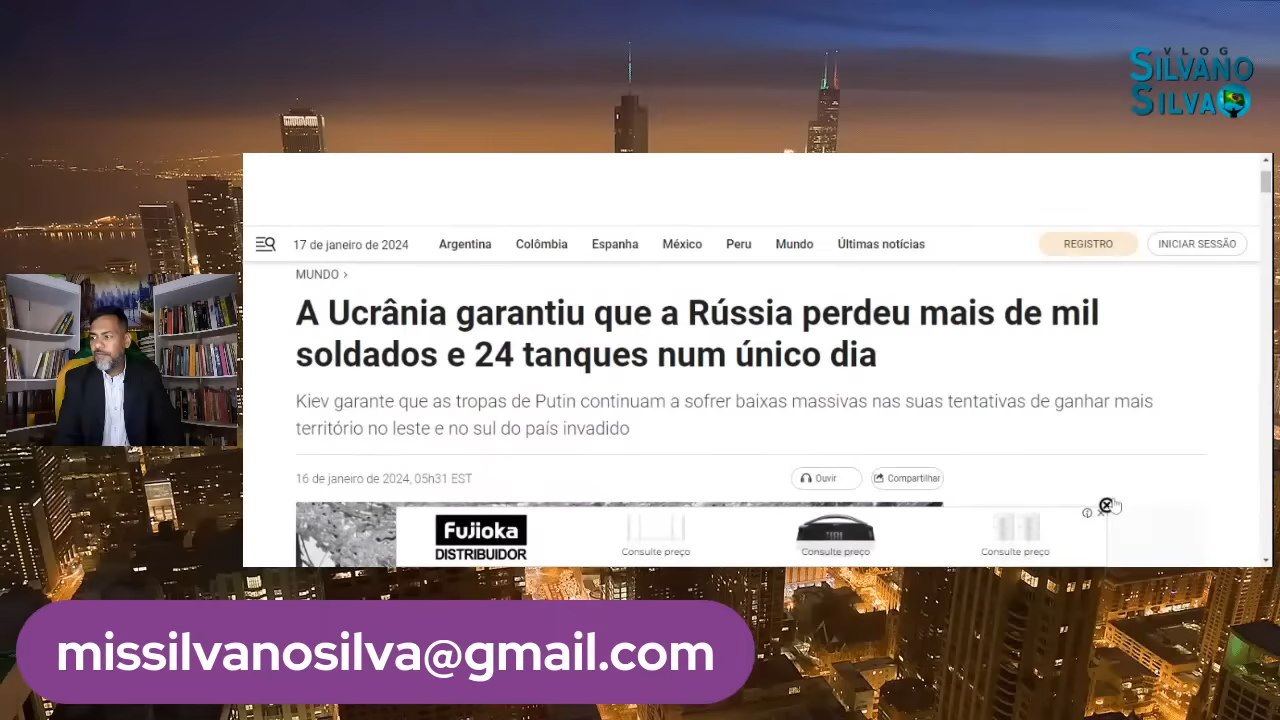 VLOG
SILVANO
SILVA
17 de janeiro de 2024
Argentina
Colômbia
Espanha
México
Peru
Mundo
Últimas notícias
REGISTRO
INICIAR SESSÃO
MUNDO ›
A Ucrânia garantiu que a Rússia perdeu mais de mil
soldados e 24 tanques num único dia
Kiev garante que as tropas de Putin continuam a sofrer baixas massivas nas suas tentativas de ganhar mais
território no leste e no sul do país invadido
16 de janeiro de 2024, 05h31 EST
Ouvir
Compartilhar
Fujioka
DISTRIBUIDOR
Consulte preço
JBL
Consulte preço
Consulte preço
missilvanosilva@gmail.com